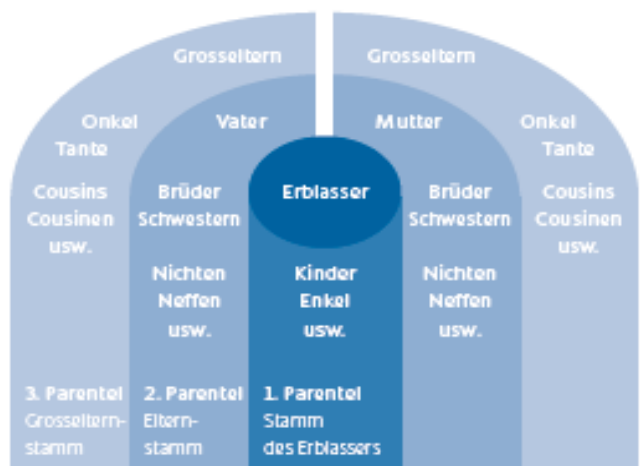 Grosseltern Grosseltern
Onkel Vater Mutter Onkel
Tante Tante
Cousins Brüder Erblasser Brüder Cousins
Cousinen Schwestern Schwestern Cousinen
usw. usw.
Nichten Kinder Nichten
Neffen Enkel Neffen
usw. usw. usw.
3. Parentel 2. Parentel 1. Parentel
Grosseltern- Eltern- Stamm
stamm stamm des Erblassers